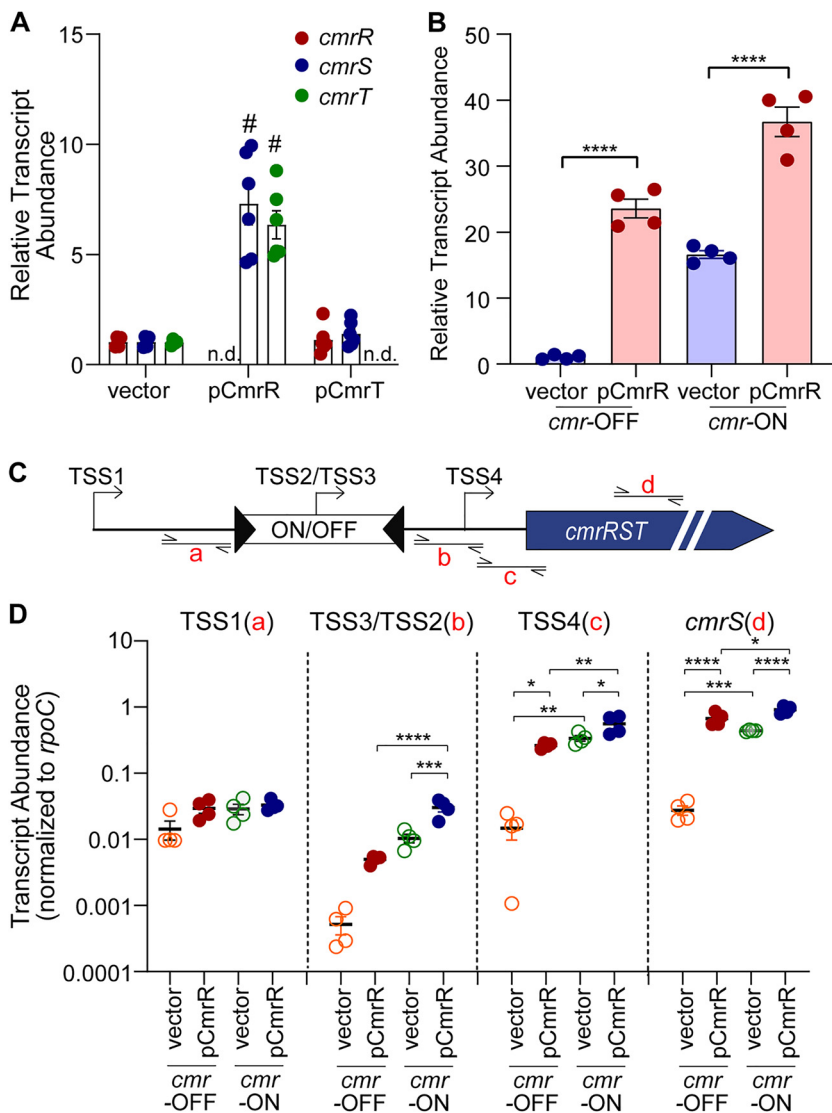 A
15
10
5
0
Relative Transcript
Abundance
cmrR
cmrS
cmrT
#
#
n.d.
n.d.
vector
pCmrR
pCmrT
B
50
40
30
20
10
0
Relative Transcript Abundance
****
****
vector pCmrR vector pCmrR
cmr-OFF
cmr-ON
C
TSS1
TSS2/TSS3
TSS4
d
ON/OFF
cmrRST
a
b
c
D
TSS1(a)
TSS3/TSS2(b)
TSS4(c)
cmrS(d)
10
1
0.1
0.01
0.001
0.0001
Transcript Abundance
(normalized to rpoC)
****
***
**
*
*
**
*
****
****
***
vector pCmrR vector pCmrR vector pCmrR vector pCmrR vector pCmrR vector pCmrR vector pCmrR vector pCmrR
cmr cmr cmr cmr cmr cmr cmr cmr
-OFF -ON -OFF -ON -OFF -ON -OFF -ON